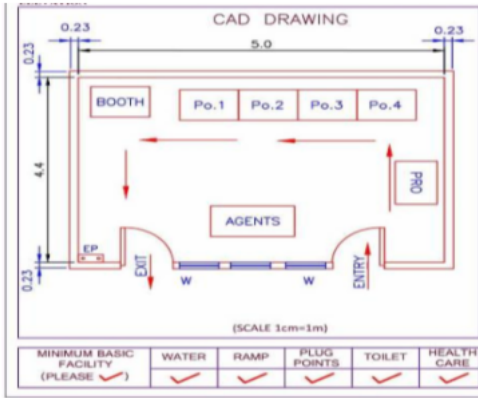 CAD DRAWING
0.23 5.0 0.23
0.23
BOOTH Po.1 Po.2 Po.3 Po.4
4.4
PRO
AGENTS
EP
EXIT ENTRY
W W
0.23
(SCALE 1cm=1m)
MINIMUM BASIC FACILITY (PLEASE ✓)
WATER
RAMP
PLUG POINTS
TOILET
HEALTH CARE
✓ ✓ ✓ ✓ ✓